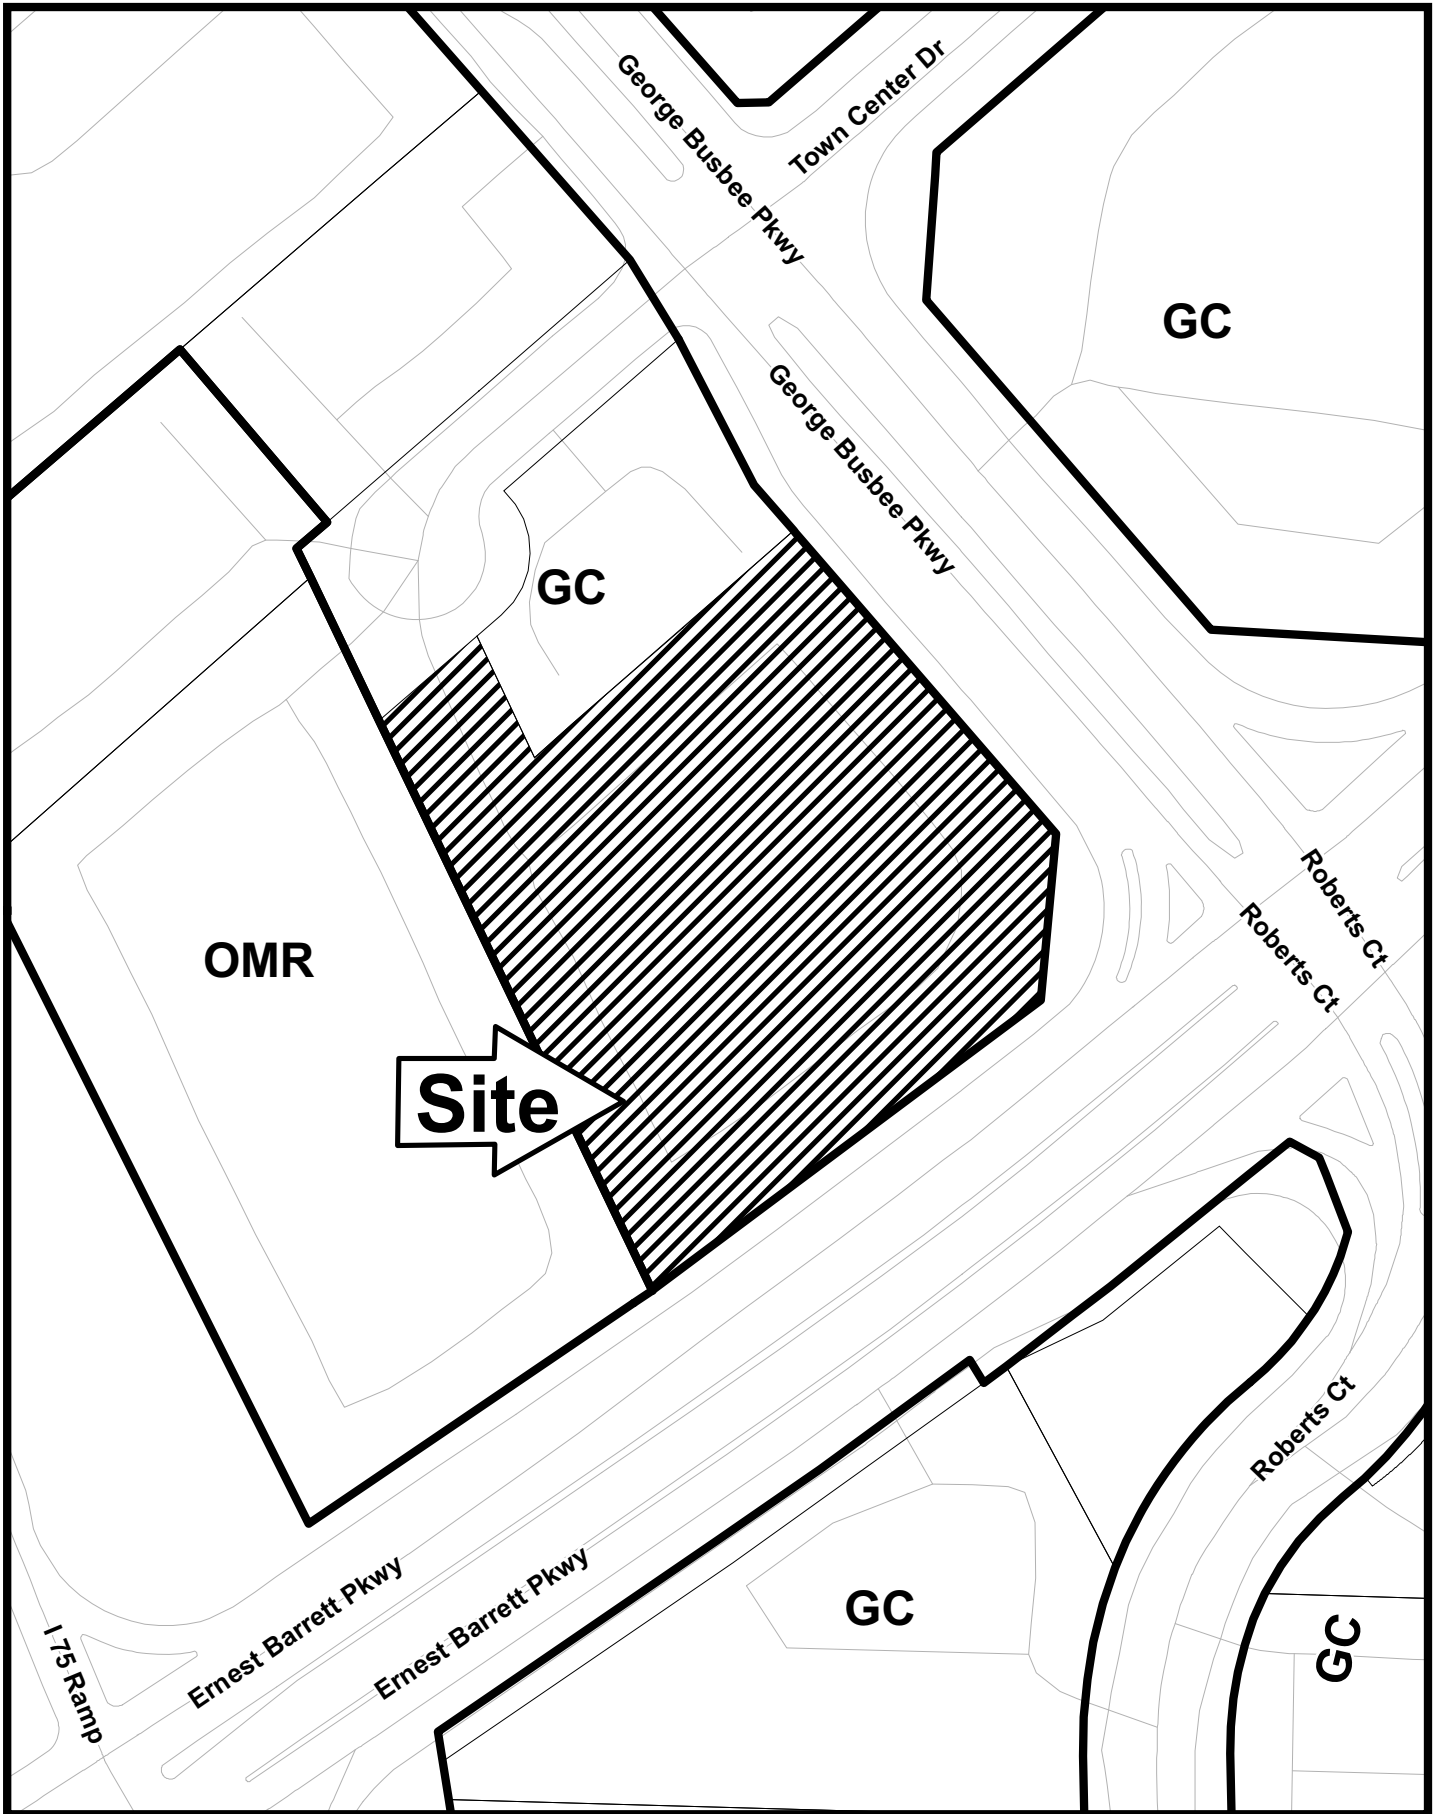 George Busbee Pkwy
Town Center Dr
GC
George Busbee Pkwy
GC
Roberts Ct
Roberts Ct
OMR
Site
Roberts Ct
Ernest Barrett Pkwy
Ernest Barrett Pkwy
GC
GC
I 75 Ramp